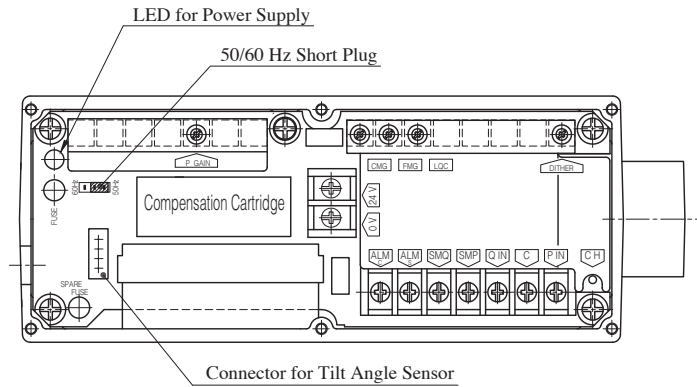 LED for Power Supply
50/60 Hz Short Plug
P GAIN
CMG
FMG
LQC
DITHER
60Hz
50Hz
FUSE
Compensation Cartridge
24 V
0 V
ALM C
ALM E
SMQ
SMP
Q IN
C
P IN
C H
SPARE
FUSE
Connector for Tilt Angle Sensor